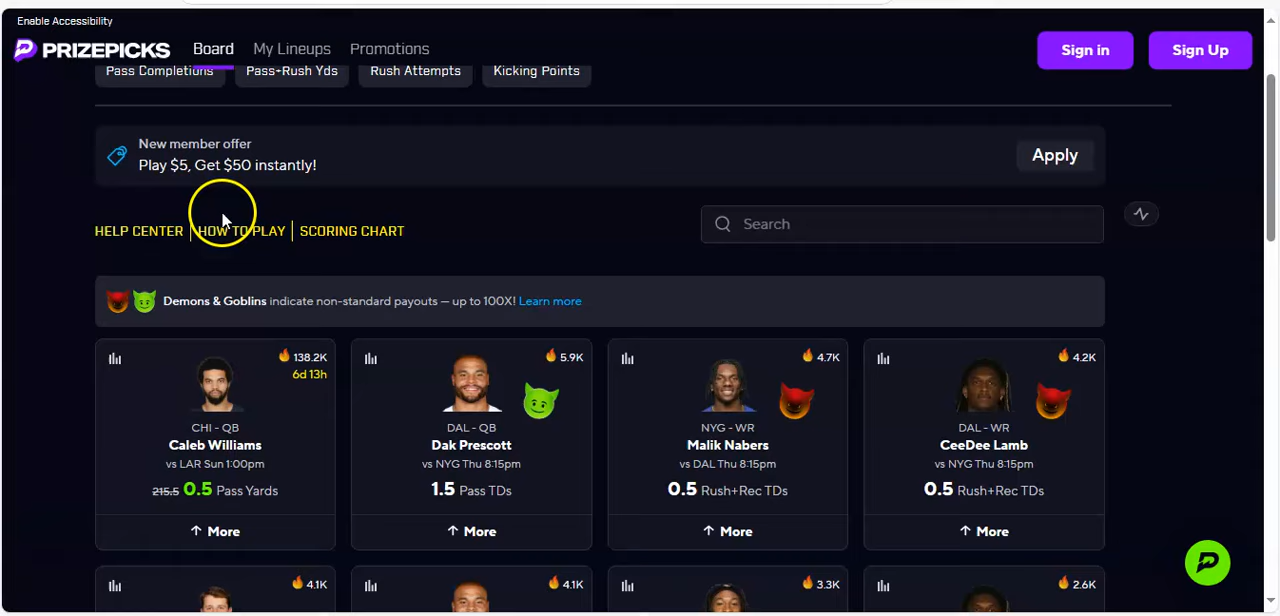 Enable Accessibility
PRIZEPICKS Board My Lineups Promotions Sign in Sign Up
Pass Completions Pass+Rush Yds Rush Attempts Kicking Points
New member offer
Play $5, Get $50 instantly!
Apply
HELP CENTER HOW TO PLAY SCORING CHART
Search
Demons & Goblins indicate non-standard payouts – up to 100X! Learn more
138.2K
6d 13h
CHI - QB
Caleb Williams
vs LAR Sun 1:00pm
215.5 0.5 Pass Yards
↑ More
5.9K
DAL - QB
Dak Prescott
vs NYG Thu 8:15pm
1.5 Pass TDs
↑ More
4.7K
NYG - WR
Malik Nabers
vs DAL Thu 8:15pm
0.5 Rush+Rec TDs
↑ More
4.2K
DAL - WR
CeeDee Lamb
vs NYG Thu 8:15pm
0.5 Rush+Rec TDs
↑ More
4.1K 4.1K 3.3K 2.6K